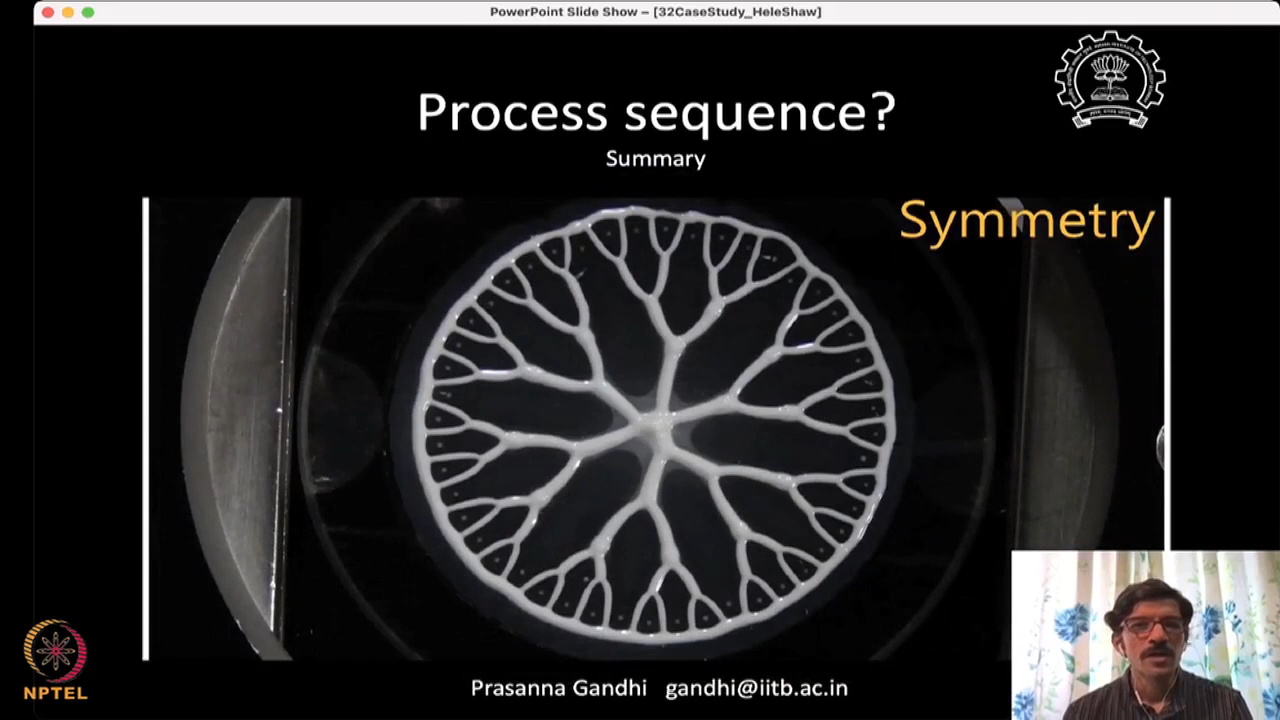 PowerPoint Slide Show – [32CaseStudy_HeleShaw]
Process sequence?
Summary
Symmetry
NPTEL
Prasanna Gandhi gandhi@iitb.ac.in